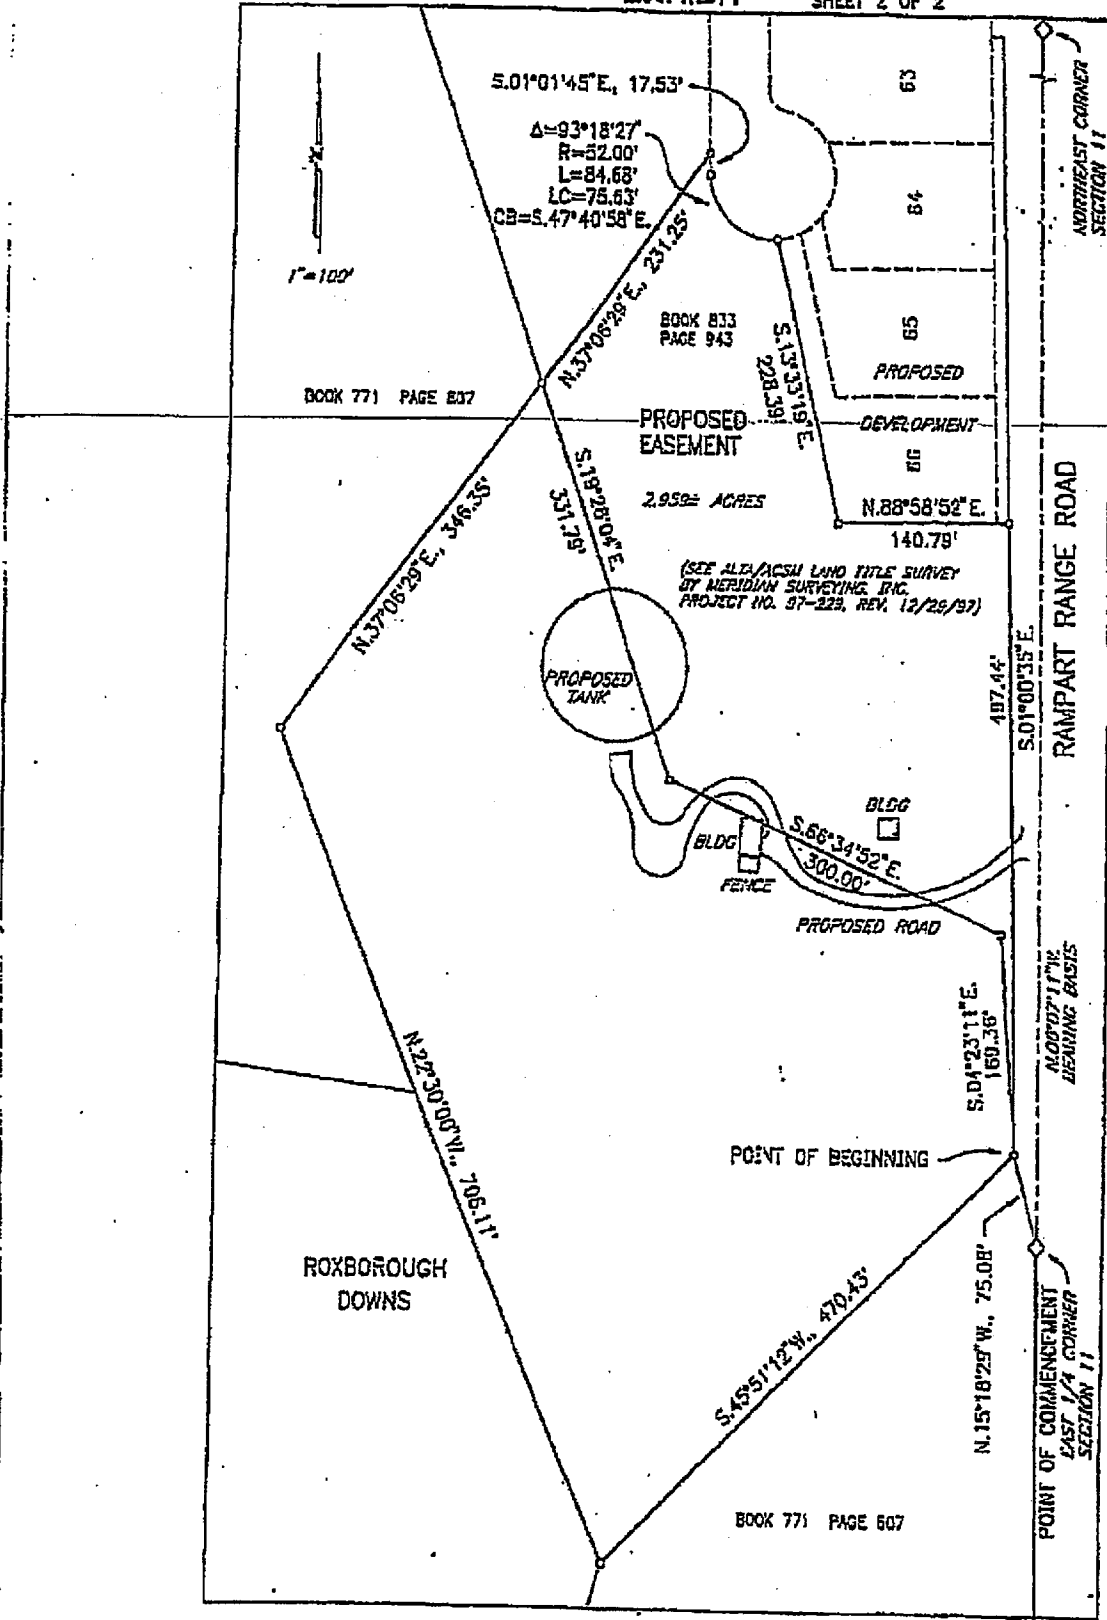 SHEET 2 OF 2
S.01°01'45"E., 17.53'
Δ=93°18'27"
R=52.00'
L=84.68'
LC=75.63'
CB=S.47°40'58"E.
1"=100'
63
64
65
66
NORTHEAST CORNER
SECTION 11
N.37°06'29"E., 231.25'
BOOK 833
PAGE 943
S.13°33'19"E.
228.39'
PROPOSED
DEVELOPMENT
BOOK 771 PAGE 607
PROPOSED
EASEMENT
2.959± ACRES
N.88°58'52"E.
140.79'
S.19°28'04"E.
331.79'
N.37°06'29"E., 346.35'
(SEE ALTA/ACSM LAND TITLE SURVEY
BY MERIDIAN SURVEYING, INC.
PROJECT NO. 97-229, REV. 12/29/97)
PROPOSED
TANK
497.44'
S.01°00'35"E.
RAMPART RANGE ROAD
BLDG
BLDG
FENCE
S.66°34'52"E.
300.00'
PROPOSED ROAD
S.04°23'11"E.
160.36'
N.00°07'11"W.
BEARING BASIS
N.22°30'00"W., 706.11'
POINT OF BEGINNING
ROXBOROUGH
DOWNS
S.45°51'12"W., 470.43'
N.15°18'29"W., 75.08'
POINT OF COMMENCEMENT
EAST 1/4 CORNER
SECTION 11
BOOK 771 PAGE 607